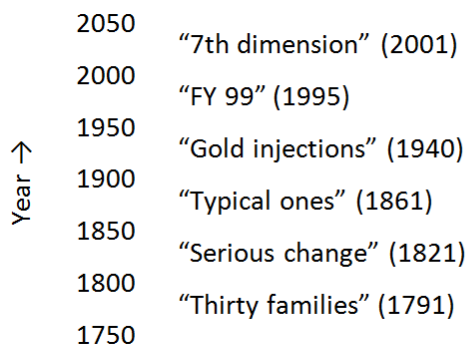 2050
“7th dimension” (2001)
2000
“FY 99” (1995)
1950
“Gold injections” (1940)
1900
“Typical ones” (1861)
1850
“Serious change” (1821)
1800
“Thirty families” (1791)
1750
Year →